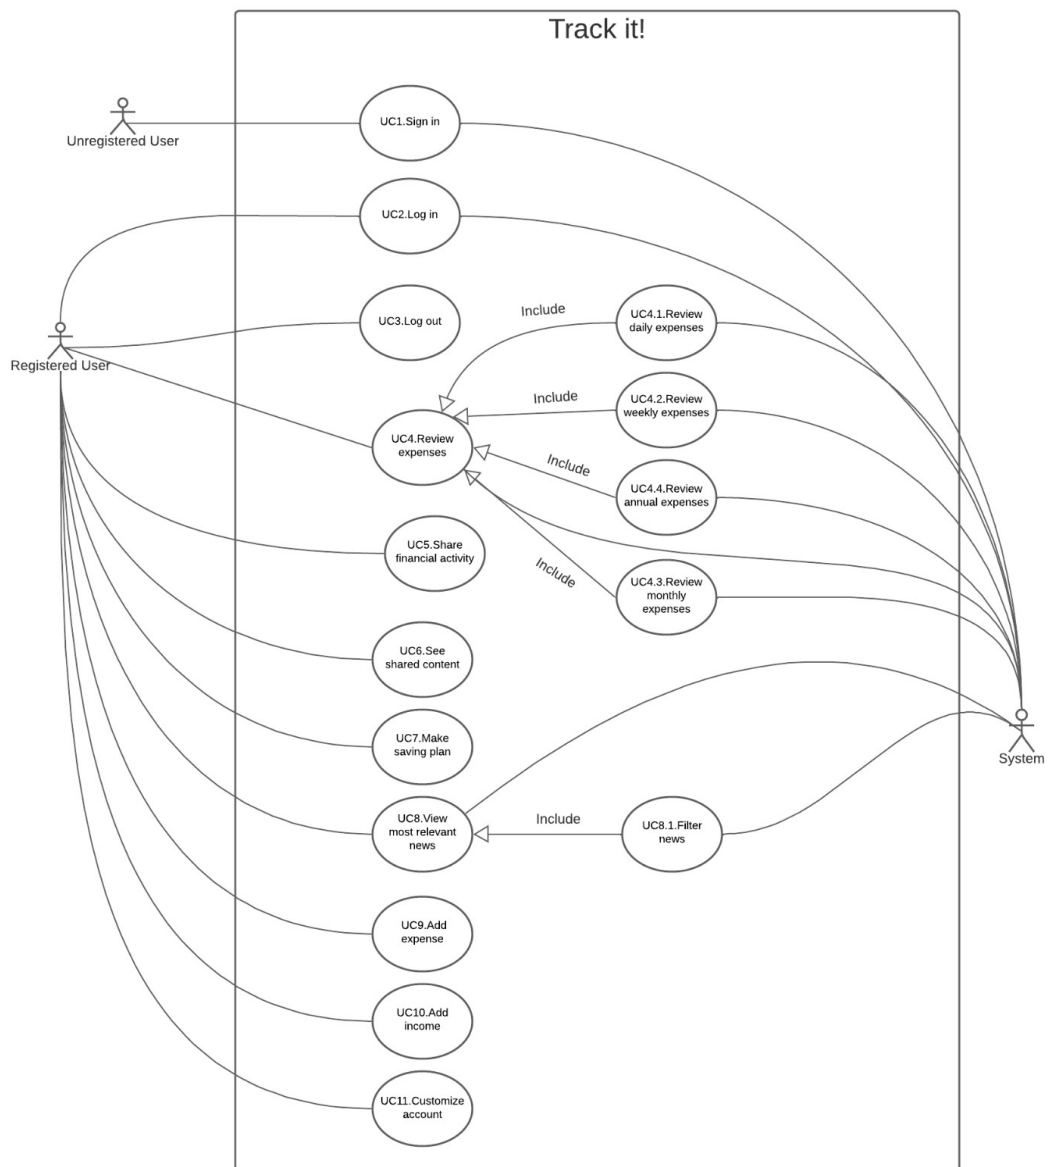 Track it!
Unregistered User
UC1.Sign in
UC2.Log in
Registered User
UC3.Log out
Include
UC4.1.Review
daily expenses
Include
UC4.2.Review
weekly expenses
UC4.Review
expenses
Include
UC4.4.Review
annual expenses
UC5.Share
financial activity
Include
UC4.3.Review
monthly
expenses
UC6.See
shared content
UC7.Make
saving plan
System
UC8.View
most relevant
news
Include
UC8.1.Filter
news
UC9.Add
expense
UC10.Add
income
UC11.Customize
account